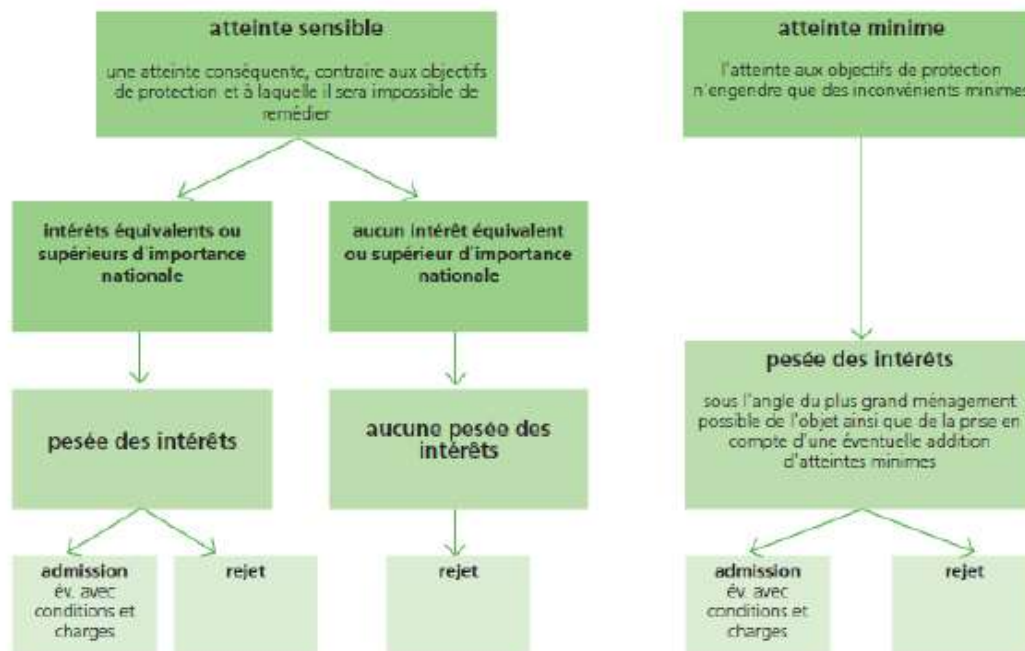 atteinte sensible
une atteinte conséquente, contraire aux objectifs
de protection et à laquelle il sera impossible de
remédier
atteinte minime
l'atteinte aux objectifs de protection
n'engendre que des inconvénients minimes
intérêts équivalents ou
supérieurs d'importance
nationale
aucun intérêt équivalent
ou supérieur d'importance
nationale
pesée des intérêts
aucune pesée des
intérêts
pesée des intérêts
sous l'angle du plus grand ménagement
possible de l'objet ainsi que de la prise en
compte d'une éventuelle addition
d'atteintes minimes
admission
év. avec
conditions et
charges
rejet
rejet
admission
év. avec
conditions et
charges
rejet